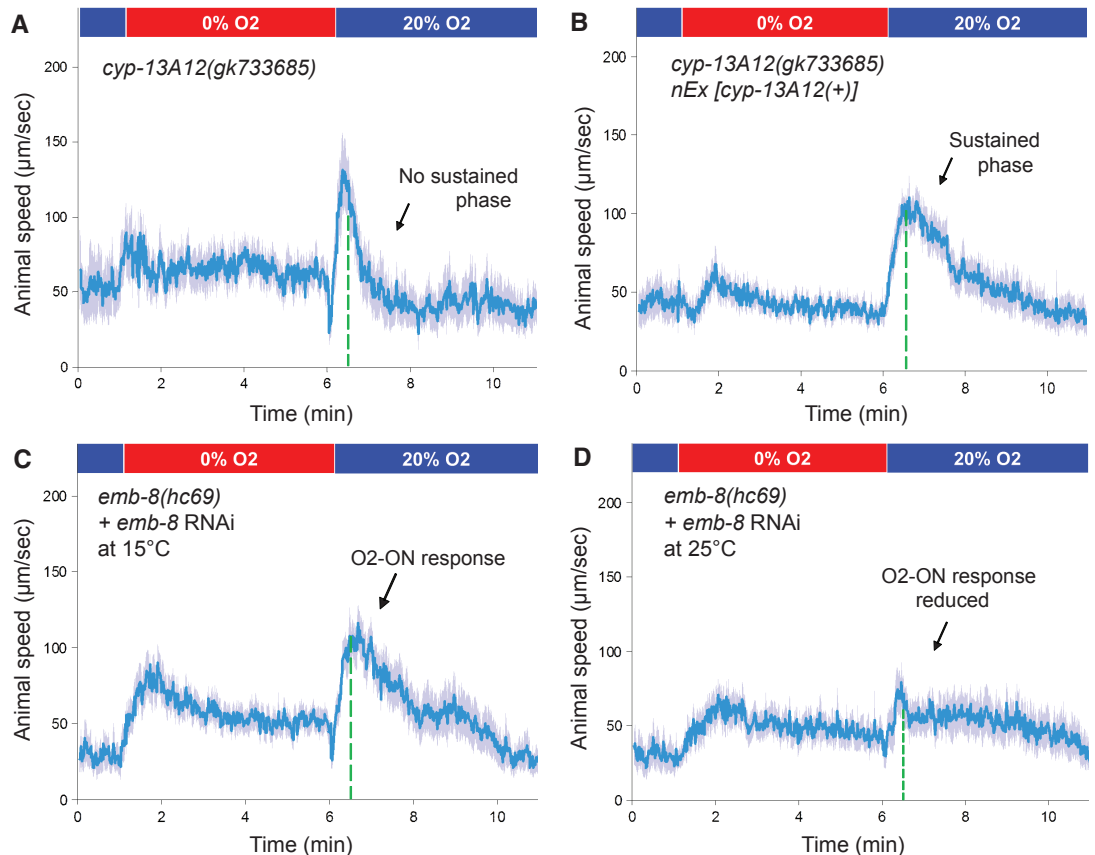 A
0% O2
20% O2
cyp-13A12(gk733685)
No sustained
phase
Animal speed (µm/sec)
200
150
100
50
0
0
2
4
6
8
10
Time (min)
B
0% O2
20% O2
cyp-13A12(gk733685)
nEx [cyp-13A12(+)]
Sustained
phase
Animal speed (µm/sec)
200
150
100
50
0
0
2
4
6
8
10
Time (min)
C
0% O2
20% O2
emb-8(hc69)
+ emb-8 RNAi
at 15°C
O2-ON response
Animal speed (µm/sec)
200
150
100
50
0
0
2
4
6
8
10
Time (min)
D
0% O2
20% O2
emb-8(hc69)
+ emb-8 RNAi
at 25°C
O2-ON response
reduced
Animal speed (µm/sec)
200
150
100
50
0
0
2
4
6
8
10
Time (min)